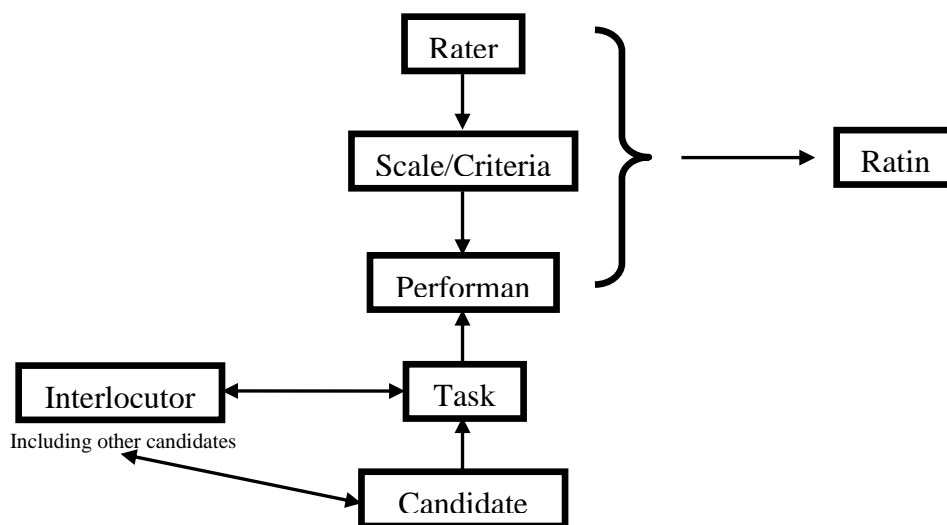 Rater
Scale/Criteria
Ratin
Performan
Interlocutor
Task
Including other candidates
Candidate